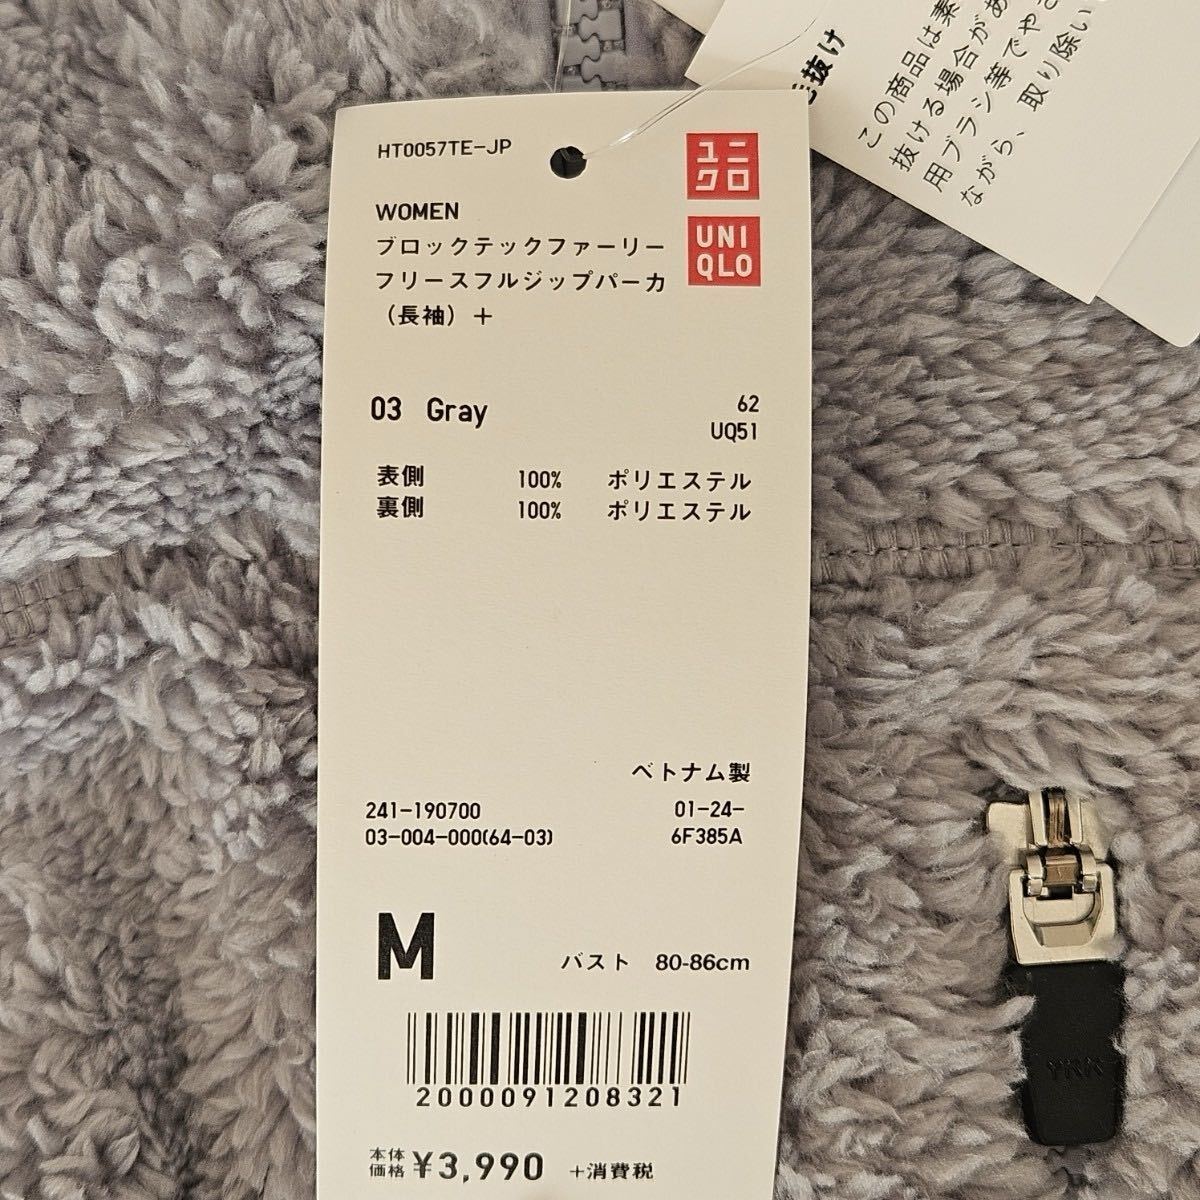 HT0057TE-JP
ユニ
クロ
UNI
QLO
WOMEN
ブロックテックファーリー
フリースフルジップパーカ
（長袖）＋
03 Gray
62
UQ51
表側 100% ポリエステル
裏側 100% ポリエステル
ベトナム製
241-190700 01-24-
03-004-000(64-03) 6F385A
M バスト 80-86cm
2000091208321
本体
価格 ¥3,990 +消費税
抜け
この商品は素
抜ける場合があ
用ブラシ等でやさ
ながら、取り除い
YKK